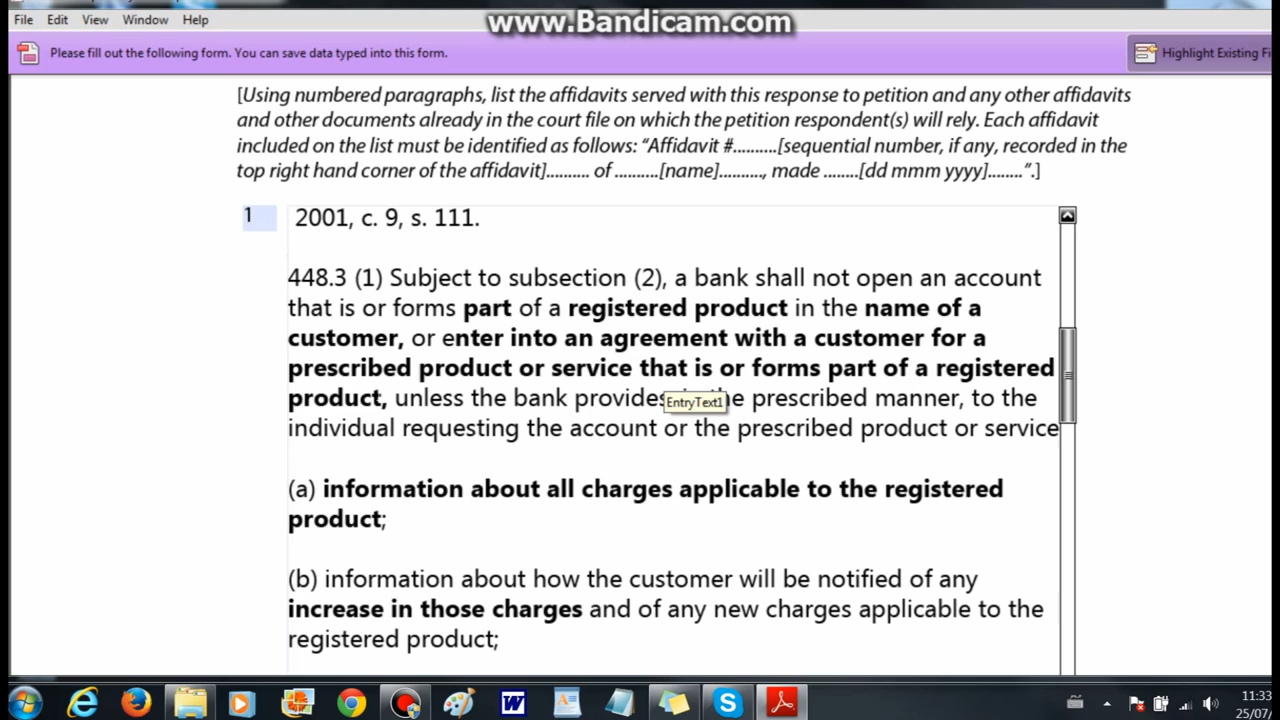 www.Bandicam.com
File Edit View Window Help
Please fill out the following form. You can save data typed into this form.
Highlight Existing Fi
[Using numbered paragraphs, list the affidavits served with this response to petition and any other affidavits
and other documents already in the court file on which the petition respondent(s) will rely. Each affidavit
included on the list must be identified as follows: “Affidavit #..........[sequential number, if any, recorded in the
top right hand corner of the affidavit].......... of ..........[name].........., made ........[dd mmm yyyy]........”.]
1
2001, c. 9, s. 111.
448.3 (1) Subject to subsection (2), a bank shall not open an account
that is or forms part of a registered product in the name of a
customer, or enter into an agreement with a customer for a
prescribed product or service that is or forms part of a registered
product, unless the bank provides the prescribed manner, to the
EntryText1
individual requesting the account or the prescribed product or service
(a) information about all charges applicable to the registered
product;
(b) information about how the customer will be notified of any
increase in those charges and of any new charges applicable to the
registered product;
11:33
25/07/